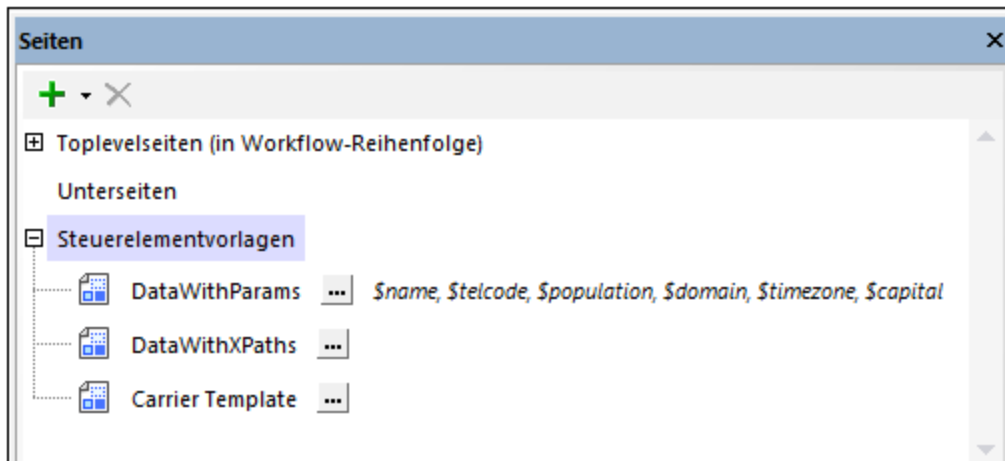 Seiten
Toplevelseiten (in Workflow-Reihenfolge)
Unterseiten
Steuerelementvorlagen
DataWithParams ... $name, $telcode, $population, $domain, $timezone, $capital
DataWithXPaths ...
Carrier Template ...